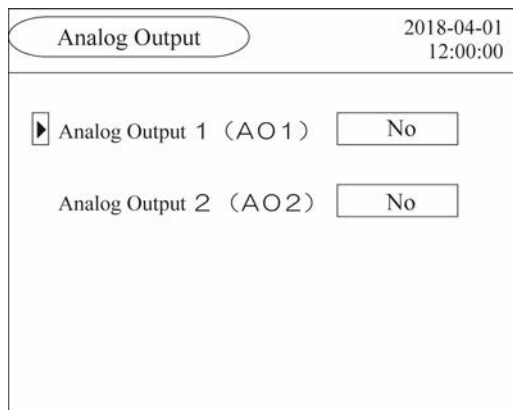 Analog Output
2018-04-01
12:00:00
Analog Output 1 （AO1） No
Analog Output 2 （AO2） No